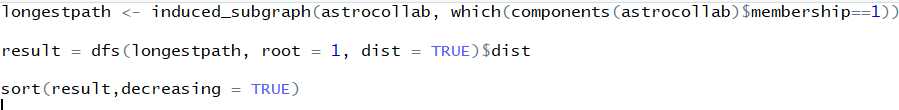 longestpath <- induced_subgraph(astrocollab, which(components(astrocollab)$membership==1))
result = dfs(longestpath, root = 1, dist = TRUE)$dist
sort(result,decreasing = TRUE)